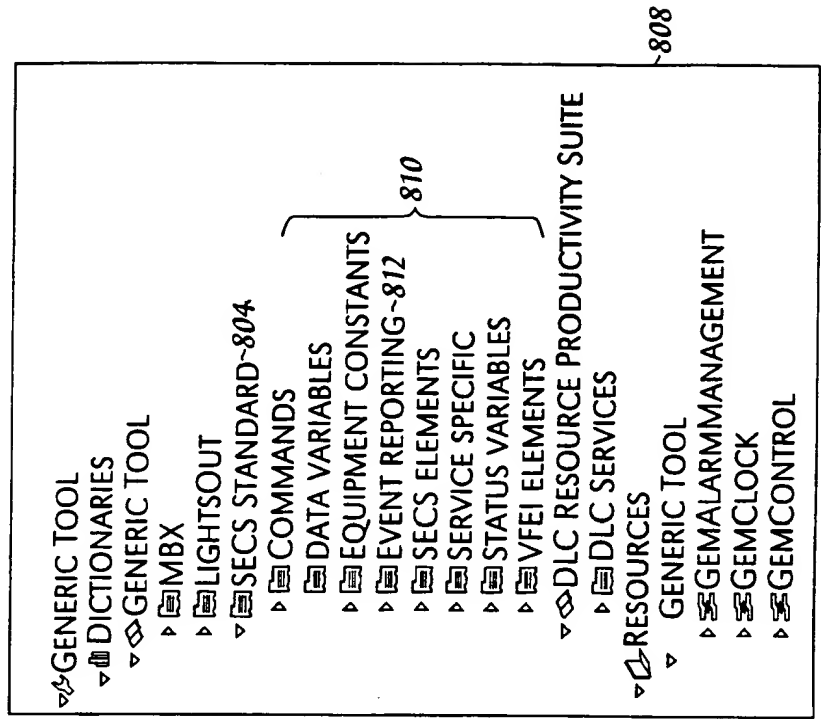 GENERIC TOOL
DICTIONARIES
GENERIC TOOL
MBX
LIGHTSOUT
SECS STANDARD~804
COMMANDS
DATA VARIABLES
EQUIPMENT CONSTANTS
EVENT REPORTING~812
SECS ELEMENTS
SERVICE SPECIFIC
STATUS VARIABLES
VFEI ELEMENTS
810
DLC RESOURCE PRODUCTIVITY SUITE
DLC SERVICES
RESOURCES
GENERIC TOOL
GEMALARMMANAGEMENT
GEMCLOCK
GEMCONTROL
808